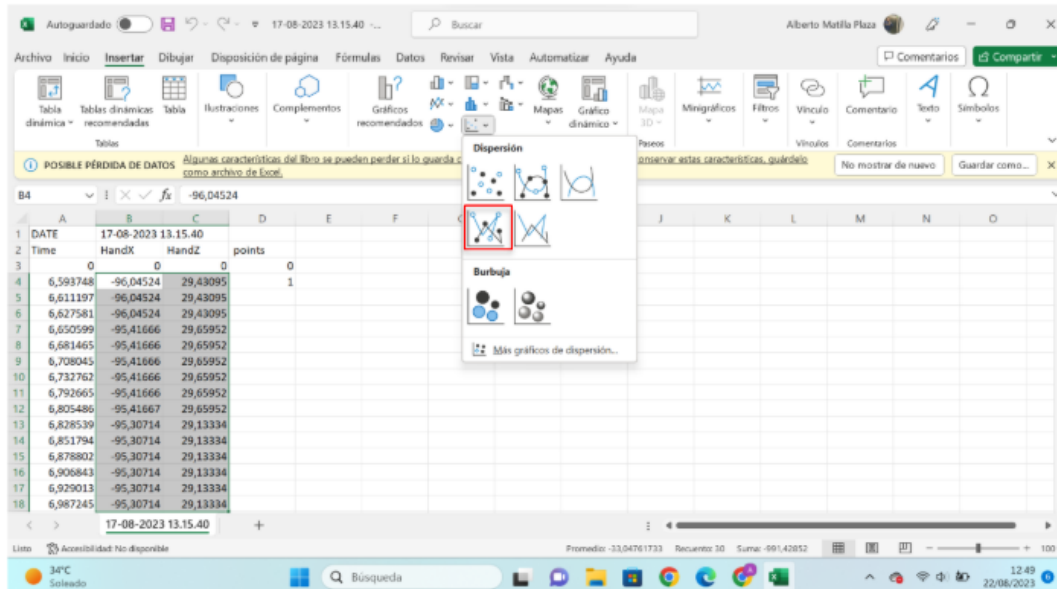 Autoguardado 17-08-2023 13.15.40 -... Buscar Alberto Matilla Plaza
Archivo Inicio Insertar Dibujar Disposición de página Fórmulas Datos Revisar Vista Automatizar Ayuda Comentarios Compartir
Tabla dinámica Tablas dinámicas recomendadas Tabla Ilustraciones Complementos Gráficos recomendados Mapas Gráfico dinámico Mapa 3D Minigráficos Filtros Vínculo Comentario Texto Símbolos
Tablas Paseos Vínculos Comentarios
POSIBLE PÉRDIDA DE DATOS Algunas características del libro se pueden perder si lo guarda c onservar estas características, guárdelo No mostrar de nuevo Guardar como...
como archivo de Excel.
Dispersión
Burbuja
Más gráficos de dispersión...
B4 fx -96,04524
A B C D E F J K L M N O
1 DATE 17-08-2023 13.15.40
2 Time HandX HandZ points
3 0 0 0 0
4 6,593748 -96,04524 29,43095 1
5 6,611197 -96,04524 29,43095
6 6,627581 -96,04524 29,43095
7 6,650599 -95,41666 29,65952
8 6,681465 -95,41666 29,65952
9 6,708045 -95,41666 29,65952
10 6,732762 -95,41666 29,65952
11 6,792665 -95,41666 29,65952
12 6,805486 -95,41667 29,65952
13 6,828539 -95,30714 29,13334
14 6,851794 -95,30714 29,13334
15 6,878802 -95,30714 29,13334
16 6,906843 -95,30714 29,13334
17 6,929013 -95,30714 29,13334
18 6,987245 -95,30714 29,13334
17-08-2023 13.15.40
Listo Accesibilidad: No disponible Promedio: -33,04761733 Recuento: 30 Suma: -991,42852 100
34°C
Soleado
Búsqueda
12:49
22/08/2023